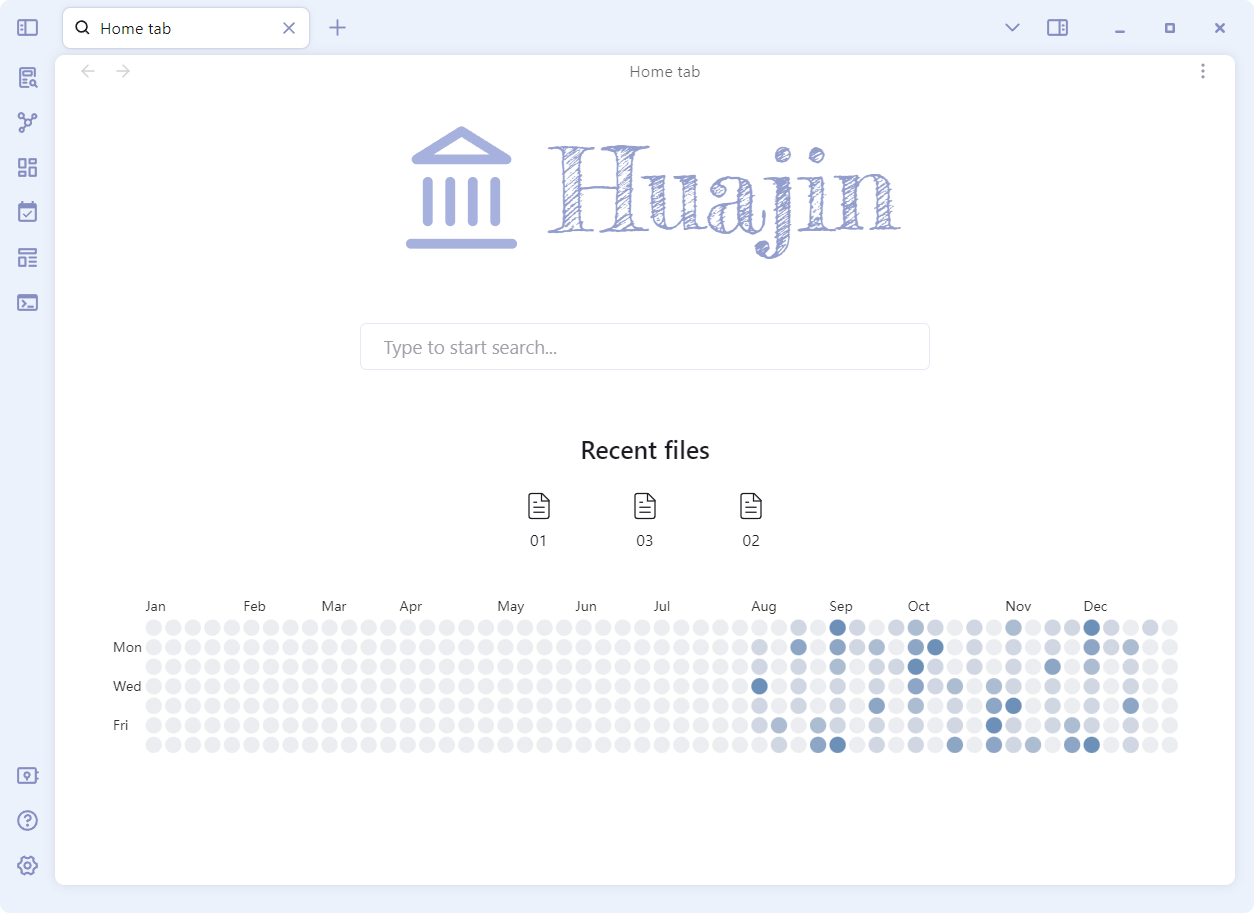 Home tab
Home tab
Huajin
Type to start search...
Recent files
01 03 02
Jan Feb Mar Apr May Jun Jul Aug Sep Oct Nov Dec
Mon
Wed
Fri